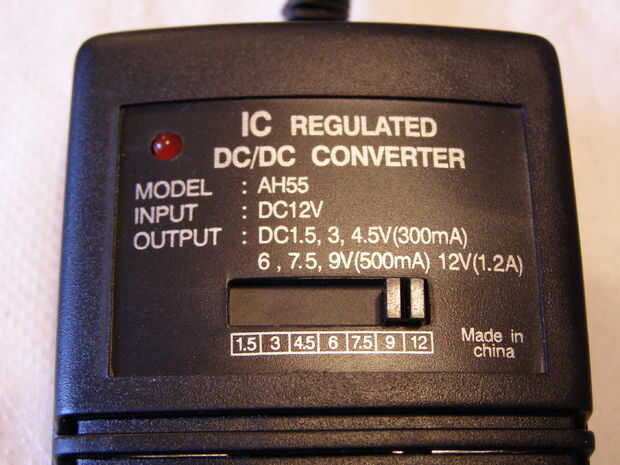 IC REGULATED
DC/DC CONVERTER
MODEL : AH55
INPUT : DC12V
OUTPUT : DC1.5, 3, 4.5V(300mA)
6 , 7.5, 9V(500mA) 12V(1.2A)
1.5 3 4.5 6 7.5 9 12
Made in
china